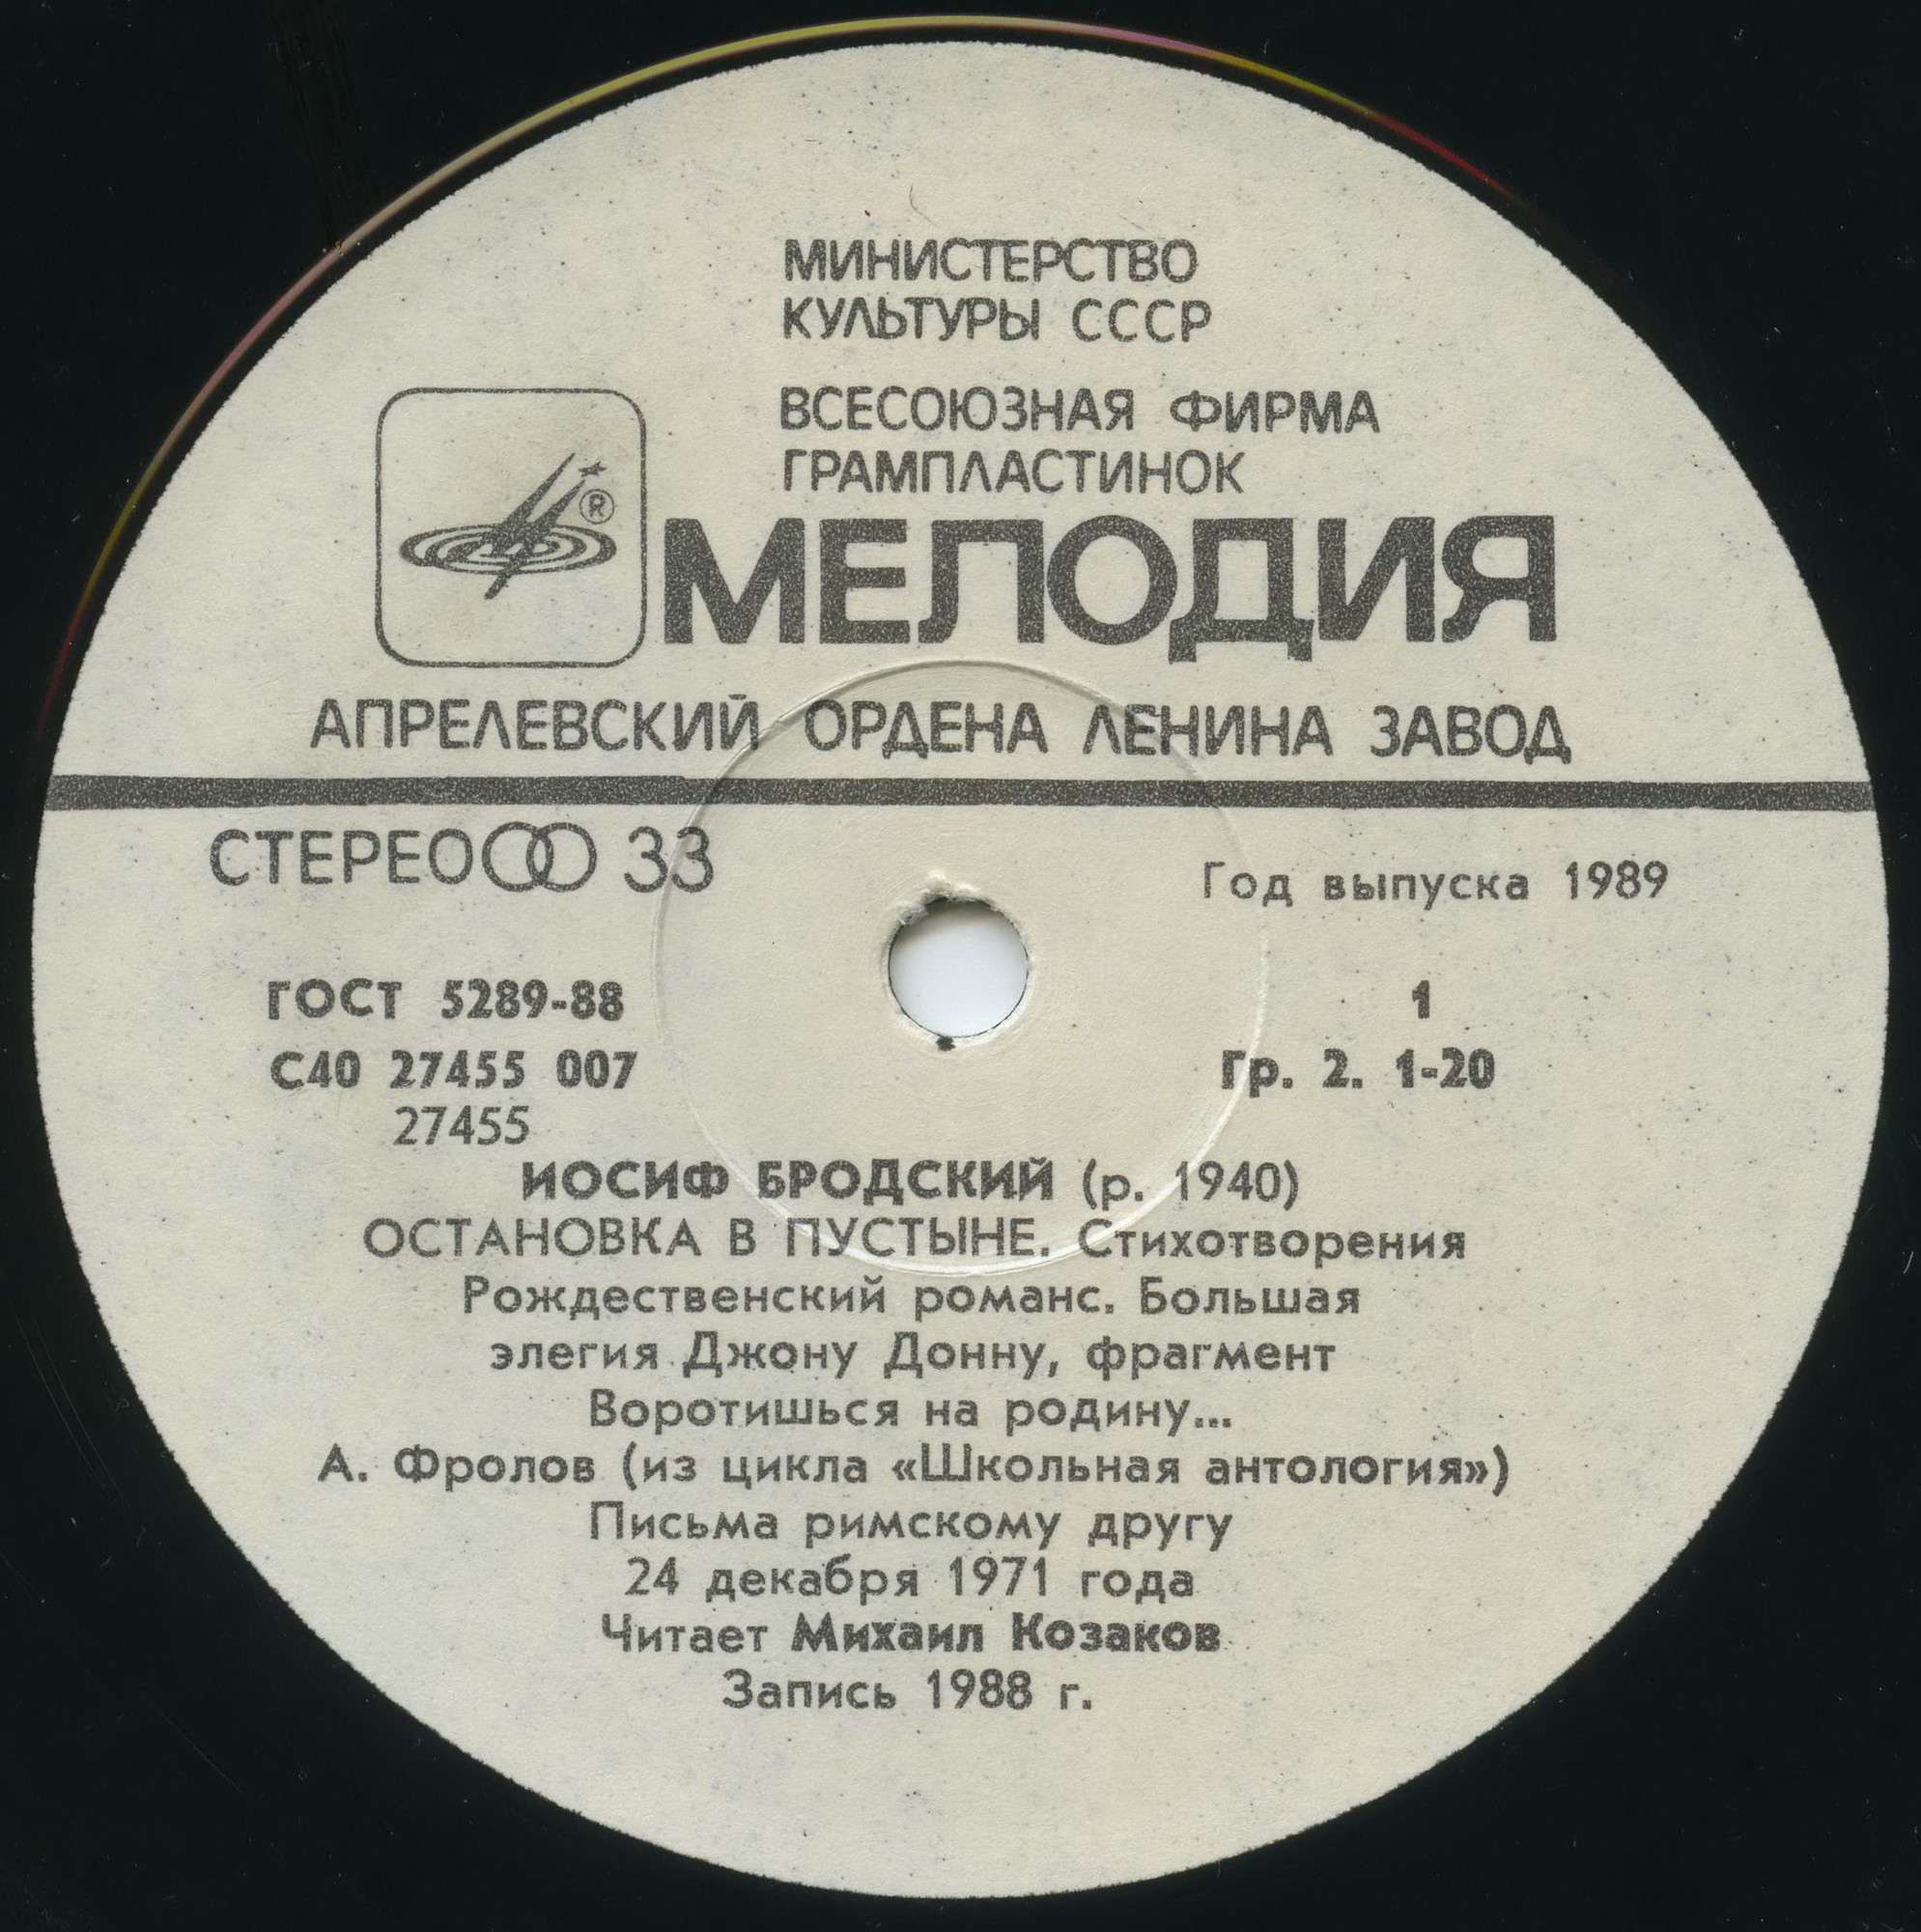 МИНИСТЕРСТВО
КУЛЬТУРЫ СССР
ВСЕСОЮЗНАЯ ФИРМА
ГРАМПЛАСТИНОК
®
МЕЛОДИЯ
АПРЕЛЕВСКИЙ ОРДЕНА ЛЕНИНА ЗАВОД
СТЕРЕО 33
Год выпуска 1989
ГОСТ 5289-88
1
С40 27455 007
Гр. 2. 1-20
27455
ИОСИФ БРОДСКИЙ (р. 1940)
ОСТАНОВКА В ПУСТЫНЕ. Стихотворения
Рождественский романс. Большая
элегия Джону Донну, фрагмент
Воротишься на родину...
А. Фролов (из цикла «Школьная антология»)
Письма римскому другу
24 декабря 1971 года
Читает Михаил Козаков
Запись 1988 г.